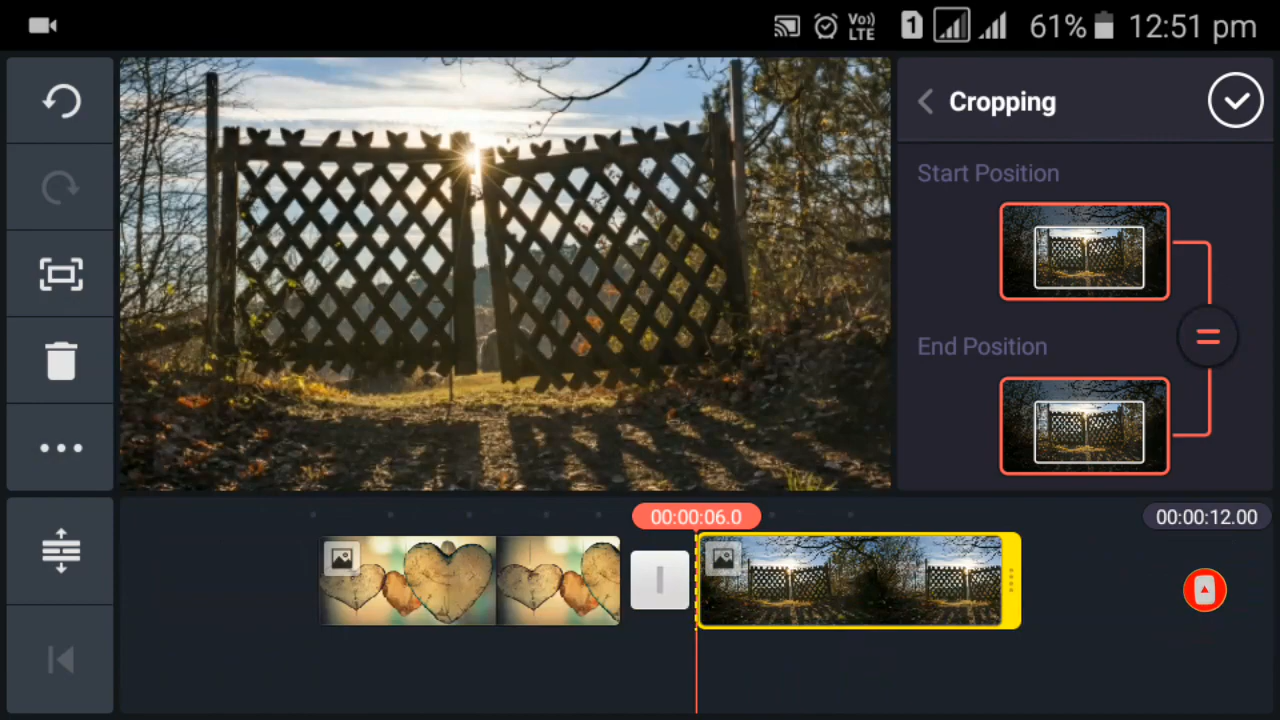 Vo))
LTE
1
61%
12:51 pm
Cropping
Start Position
End Position
00:00:06.0
00:00:12.00